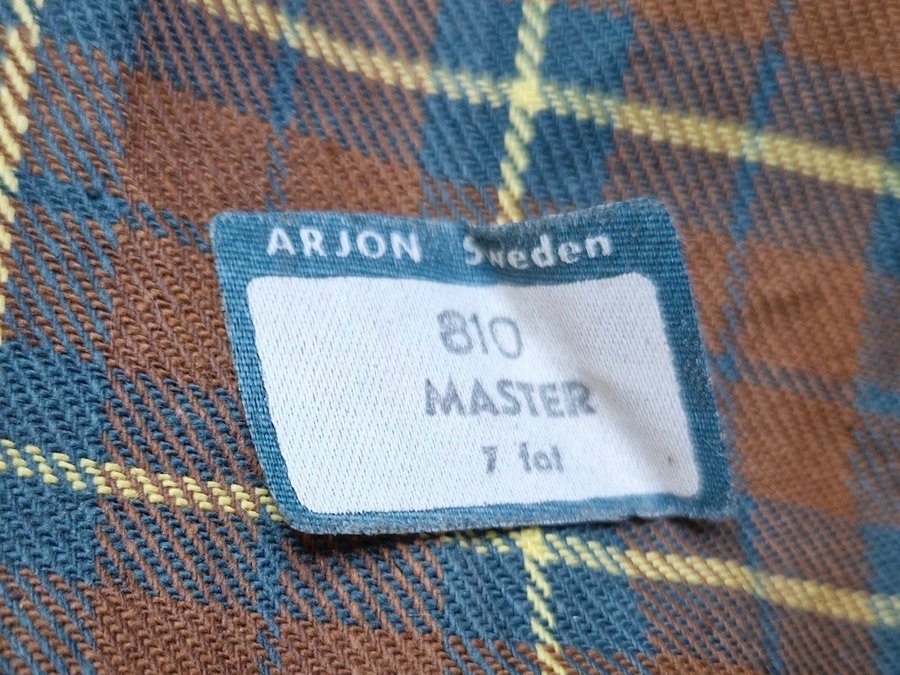 ARJON Sweden
810
MASTER
7 fot